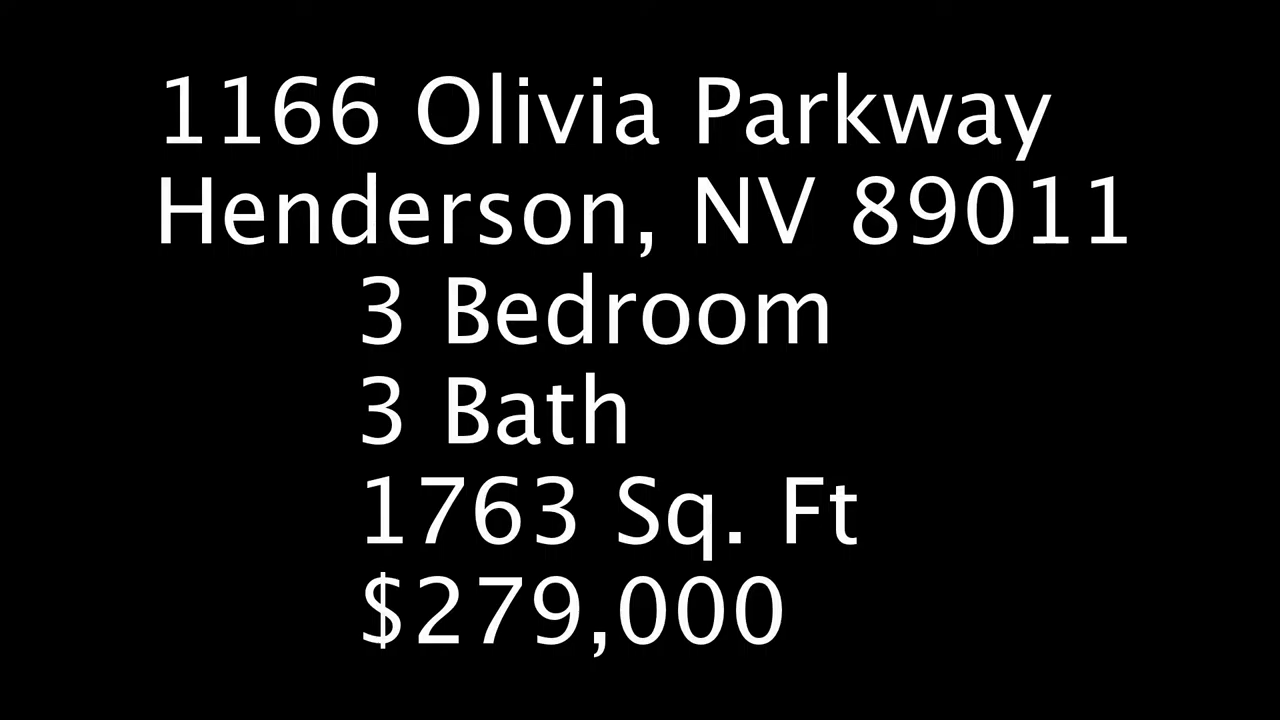 1166 Olivia Parkway
Henderson, NV 89011
3 Bedroom
3 Bath
1763 Sq. Ft
$279,000